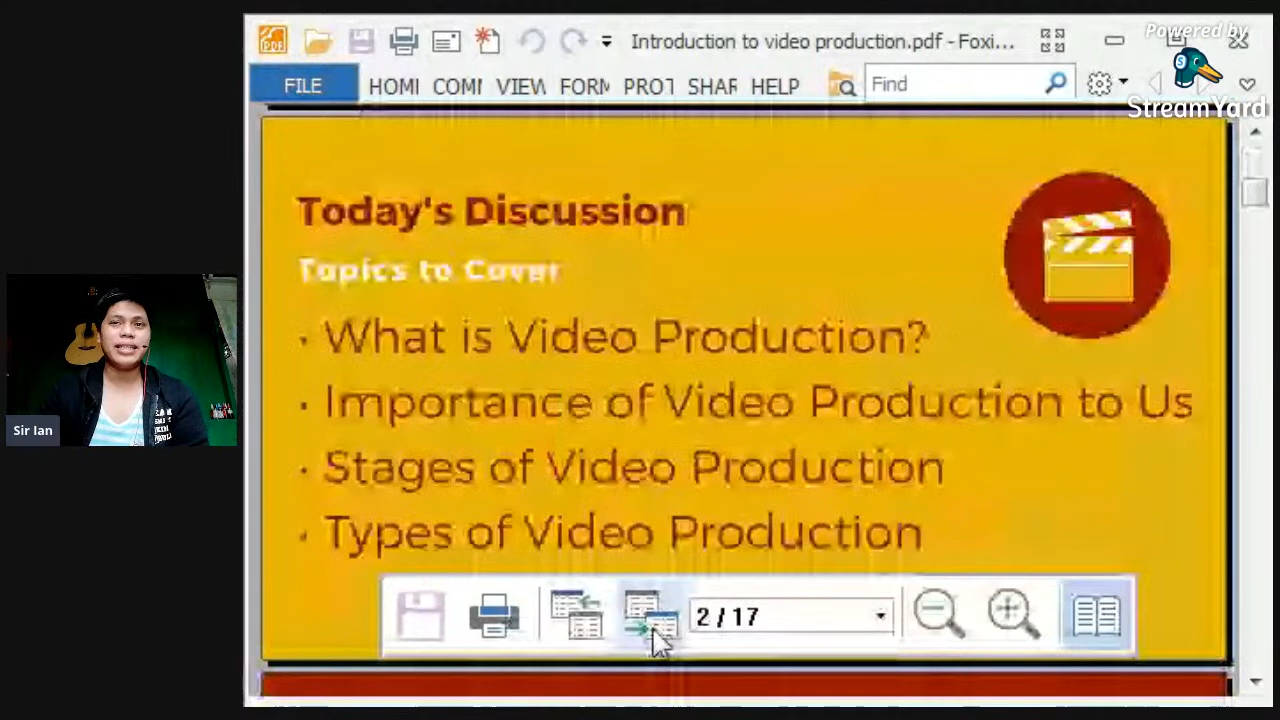 Introduction to video production.pdf - Foxi...
Powered by
StreamYard
FILE HOMI COMI VIEW FORM PROT SHAR HELP Find
Today's Discussion
Topics to Cover
· What is Video Production?
· Importance of Video Production to Us
· Stages of Video Production
· Types of Video Production
Sir Ian
2 / 17